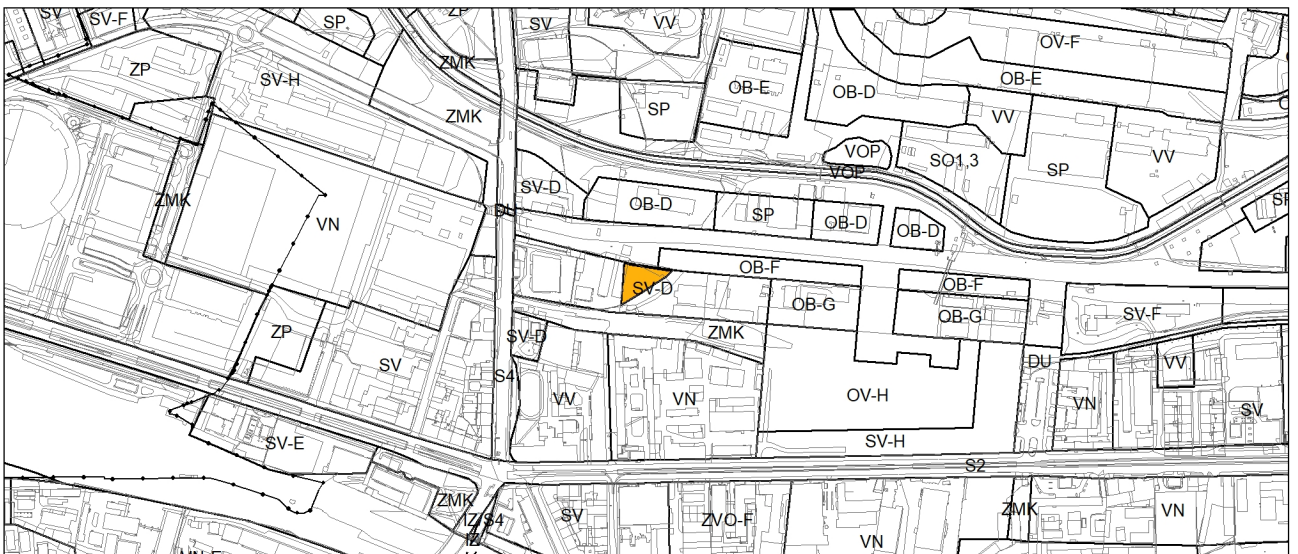 SV
SV-F
SP
ZP
SV
VV
OV-F
ZMK
ZP
SV-H
OB-E
OB-E
OB-D
ZMK
SP
VV
VOP
SO1,3
SP
VV
VOP
ZMK
SV-D
OB-D
SP
OB-D
OB-D
SP
VN
DU
OB-F
SV-D
OB-F
OB-G
OB-G
SV-F
ZP
SV-D
ZMK
SV
DU
VV
S4
VV
VN
OV-H
VN
SV
SV-E
SV-H
S2
ZMK
IZ/S4
SV
ZVO-F
ZMK
VN
VN
IZ